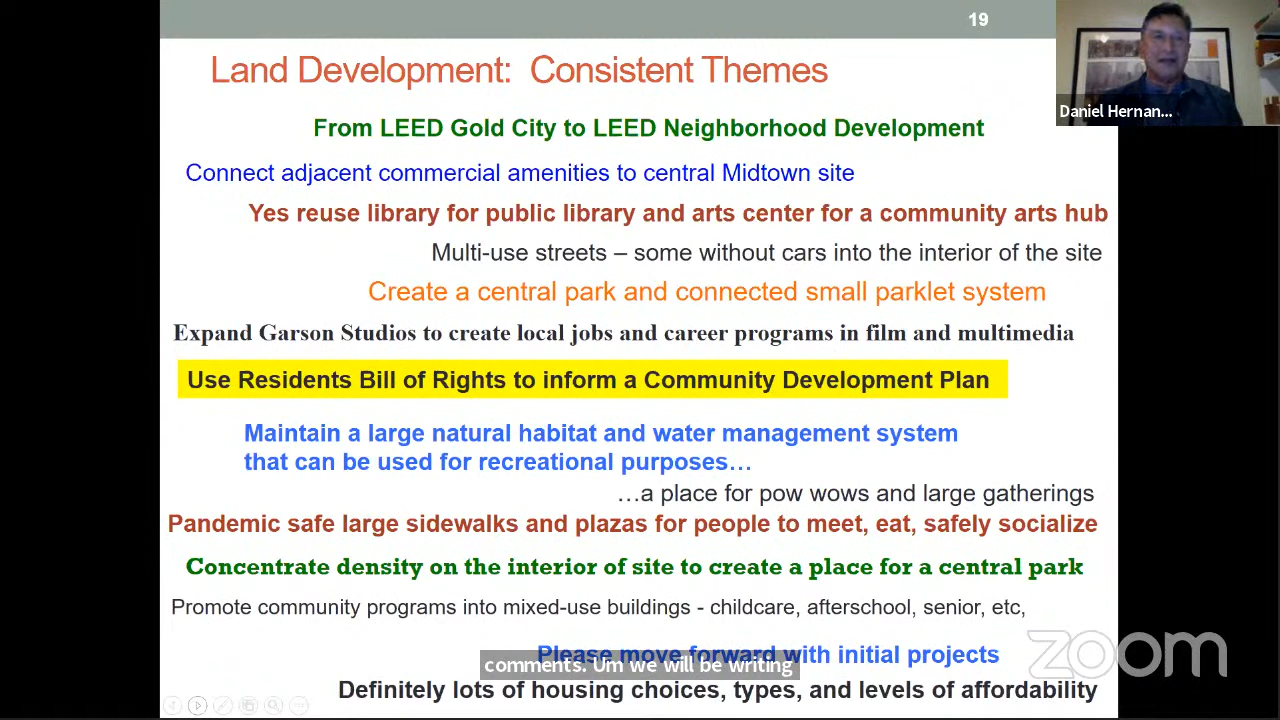 19
Land Development: Consistent Themes
Daniel Hernan...
From LEED Gold City to LEED Neighborhood Development
Connect adjacent commercial amenities to central Midtown site
Yes reuse library for public library and arts center for a community arts hub
Multi-use streets – some without cars into the interior of the site
Create a central park and connected small parklet system
Expand Garson Studios to create local jobs and career programs in film and multimedia
Use Residents Bill of Rights to inform a Community Development Plan
Maintain a large natural habitat and water management system
that can be used for recreational purposes…
…a place for pow wows and large gatherings
Pandemic safe large sidewalks and plazas for people to meet, eat, safely socialize
Concentrate density on the interior of site to create a place for a central park
Promote community programs into mixed-use buildings - childcare, afterschool, senior, etc,
Please move forward with initial projects
comments. Um we will be writing
Definitely lots of housing choices, types, and levels of affordability
zoom